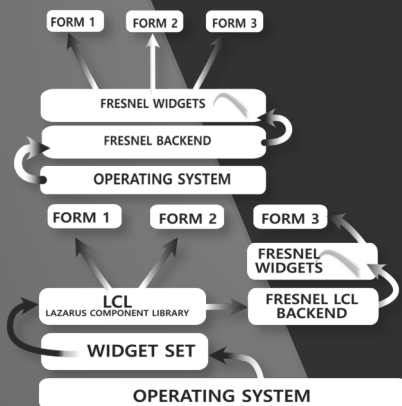 FORM 1
FORM 2
FORM 3
FRESNEL WIDGETS
FRESNEL BACKEND
OPERATING SYSTEM
FORM 1
FORM 2
FORM 3
FRESNEL
WIDGETS
LCL
LAZARUS COMPONENT LIBRARY
FRESNEL LCL
BACKEND
WIDGET SET
OPERATING SYSTEM